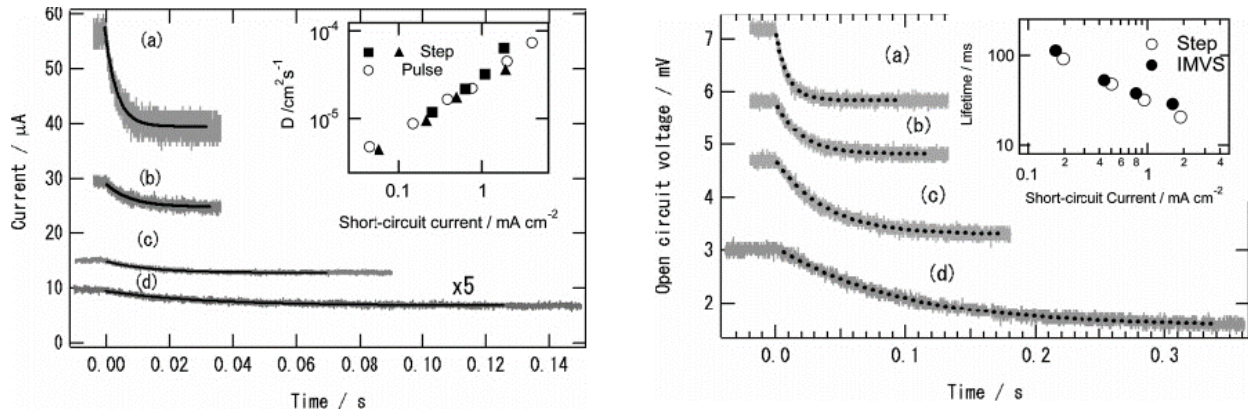 60
50
40
30
20
10
0
Current / μA
0.00 0.02 0.04 0.06 0.08 0.10 0.12 0.14
Time / s
(a)
(b)
(c)
(d)
x5
10-4
10-5
D /cm2s-1
Step
Pulse
0.1 1
Short-circuit current / mA cm-2
7
6
5
4
3
2
Open circuit voltage / mV
0.0 0.1 0.2 0.3
Time / s
(a)
(b)
(c)
(d)
100
10
Lifetime / ms
Step
IMVS
0.1 2 4 6 8 1 2 4
Short-circuit Current / mA cm-2